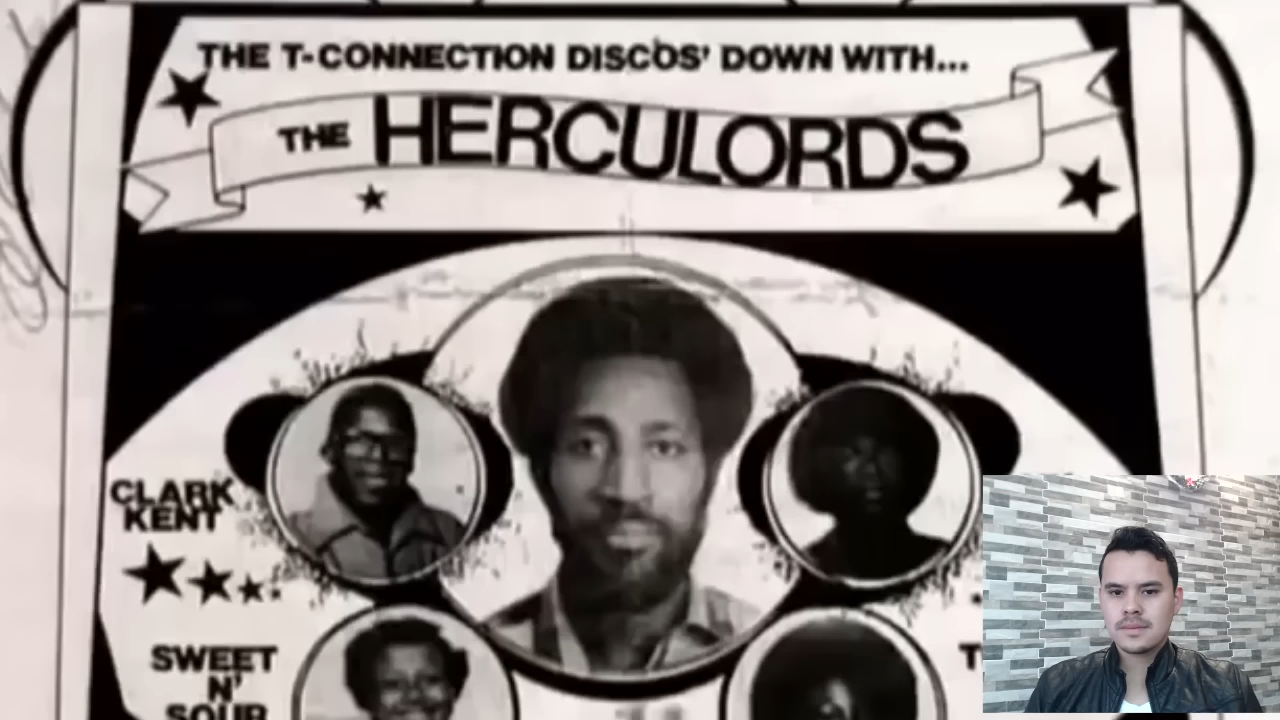 THE T-CONNECTION DISCOS' DOWN WITH...
THE HERCULORDS
CLARK
KENT
SWEET
N'
SOUR